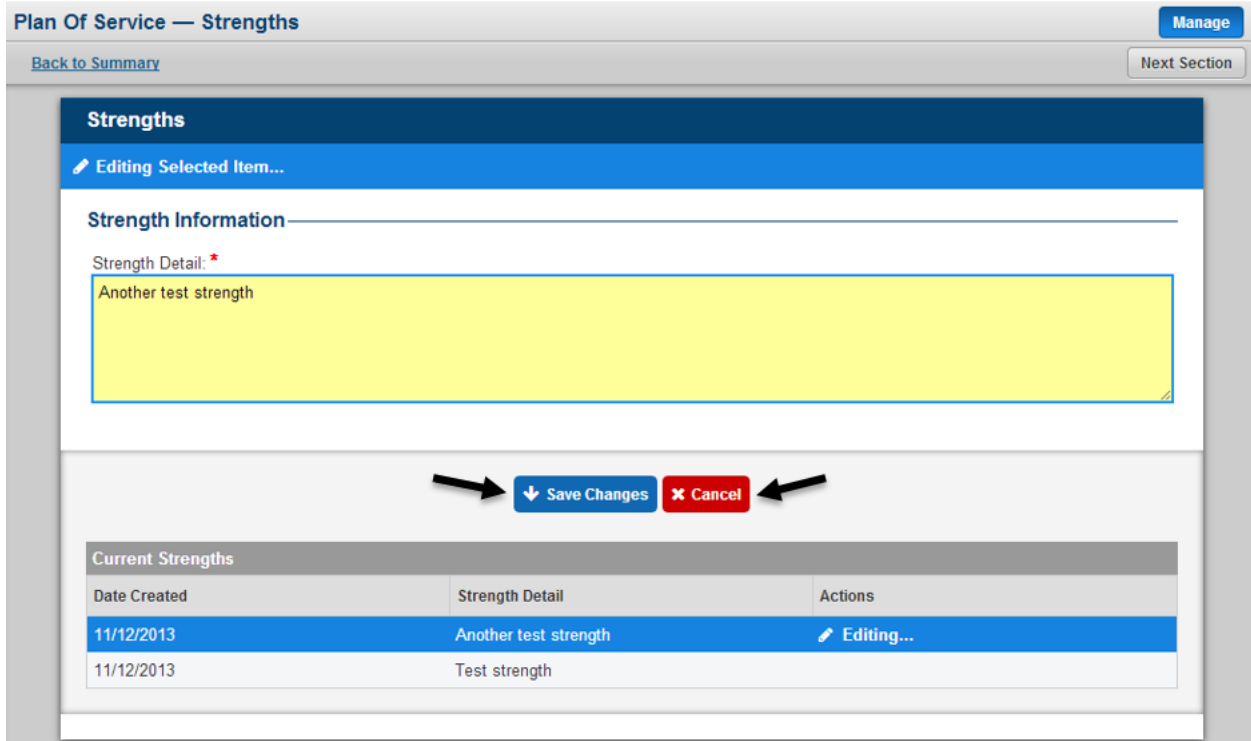 Plan Of Service — Strengths
Manage
Back to Summary
Next Section
Strengths
Editing Selected Item...
Strength Information
Strength Detail: *
Another test strength
Save Changes
Cancel
Current Strengths
Date Created Strength Detail Actions
11/12/2013 Another test strength Editing...
11/12/2013 Test strength